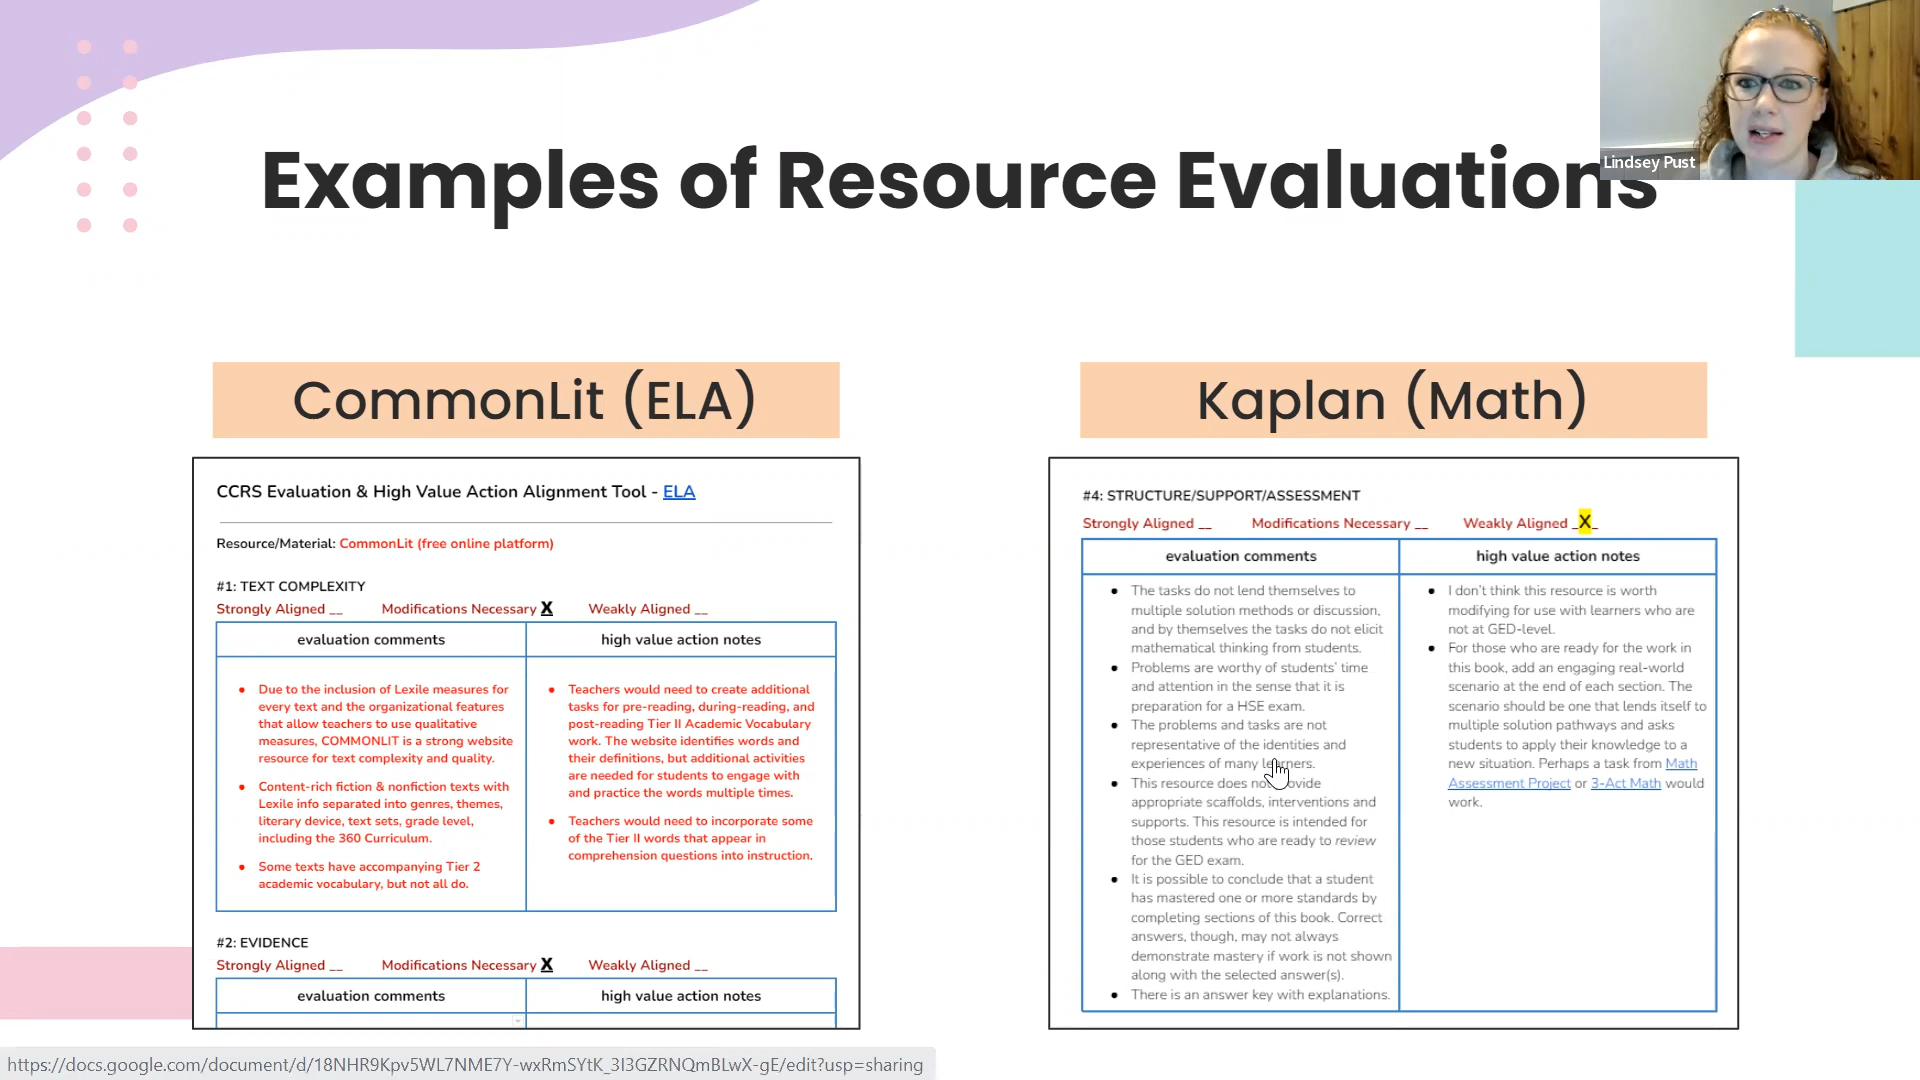 Lindsey Pust
Examples of Resource Evaluations
CommonLit (ELA)
CCRS Evaluation & High Value Action Alignment Tool - ELA
Resource/Material: CommonLit (free online platform)
#1: TEXT COMPLEXITY
Strongly Aligned __ Modifications Necessary X Weakly Aligned __
evaluation comments
Due to the inclusion of Lexile measures for
every text and the organizational features
that allow teachers to use qualitative
measures, COMMONLIT is a strong website
resource for text complexity and quality.
Content-rich fiction & nonfiction texts with
Lexile info separated into genres, themes,
literary device, text sets, grade level,
including the 360 Curriculum.
Some texts have accompanying Tier 2
academic vocabulary, but not all do.
high value action notes
Teachers would need to create additional
tasks for pre-reading, during-reading, and
post-reading Tier II Academic Vocabulary
work. The website identifies words and
their definitions, but additional activities
are needed for students to engage with
and practice the words multiple times.
Teachers would need to incorporate some
of the Tier II words that appear in
comprehension questions into instruction.
#2: EVIDENCE
Strongly Aligned __ Modifications Necessary X Weakly Aligned __
evaluation comments
high value action notes
Kaplan (Math)
#4: STRUCTURE/SUPPORT/ASSESSMENT
Strongly Aligned __ Modifications Necessary __ Weakly Aligned _X_
evaluation comments
The tasks do not lend themselves to
multiple solution methods or discussion,
and by themselves the tasks do not elicit
mathematical thinking from students.
Problems are worthy of students' time
and attention in the sense that it is
preparation for a HSE exam.
The problems and tasks are not
representative of the identities and
experiences of many learners.
This resource does not provide
appropriate scaffolds, interventions and
supports. This resource is intended for
those students who are ready to review
for the GED exam.
It is possible to conclude that a student
has mastered one or more standards by
completing sections of this book. Correct
answers, though, may not always
demonstrate mastery if work is not shown
along with the selected answer(s).
There is an answer key with explanations.
high value action notes
I don't think this resource is worth
modifying for use with learners who are
not at GED-level.
For those who are ready for the work in
this book, add an engaging real-world
scenario at the end of each section. The
scenario should be one that lends itself to
multiple solution pathways and asks
students to apply their knowledge to a
new situation. Perhaps a task from Math
Assessment Project or 3-Act Math would
work.
https://docs.google.com/document/d/18NHR9Kpv5WL7NME7Y-wxRmSYtK_3I3GZRNQmBLwX-gE/edit?usp=sharing